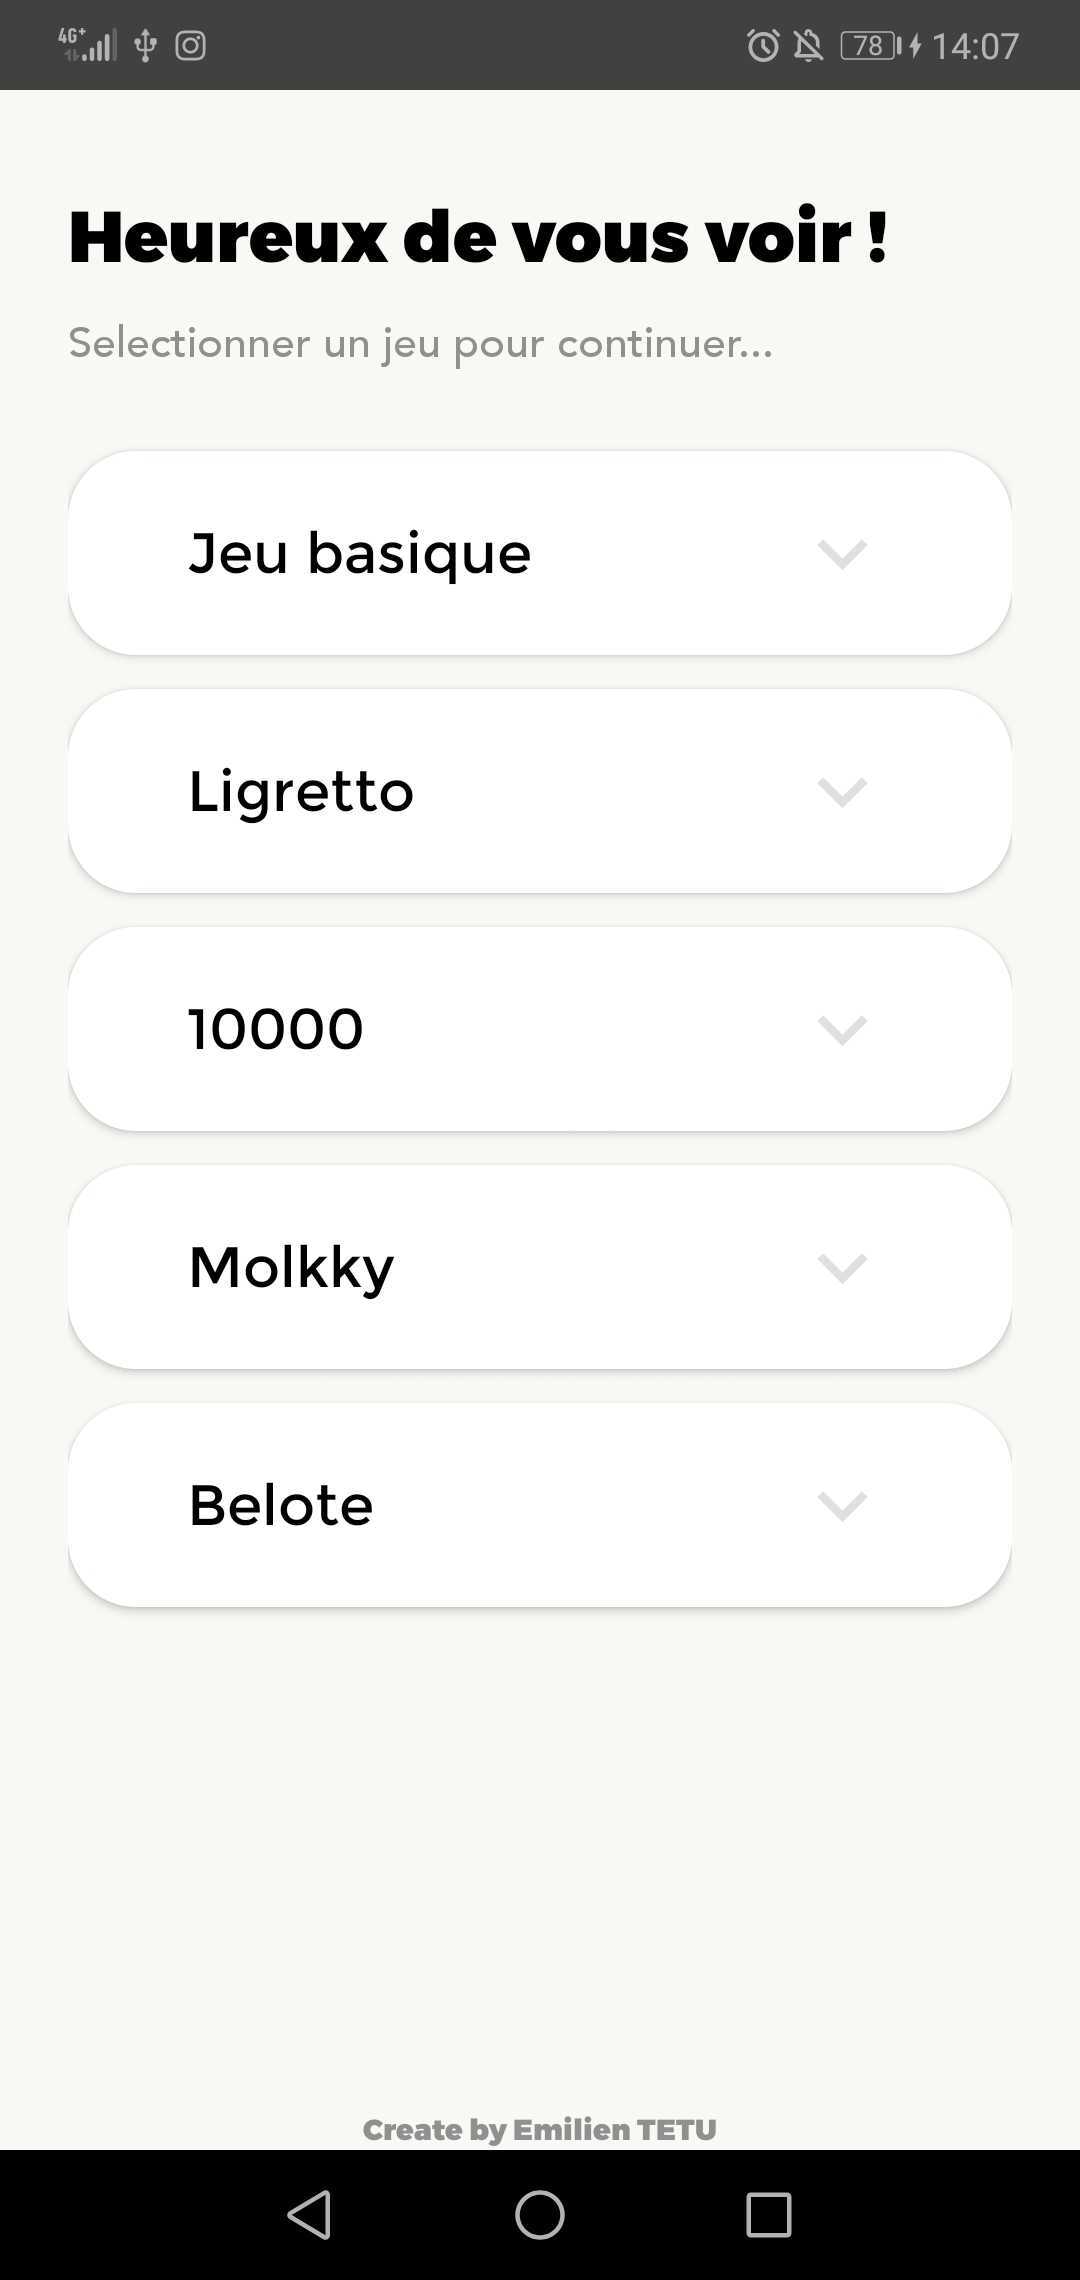 4G+ 78 14:07
Heureux de vous voir !
Selectionner un jeu pour continuer...
Jeu basique
Ligretto
10000
Molkky
Belote
Create by Emilien TETU